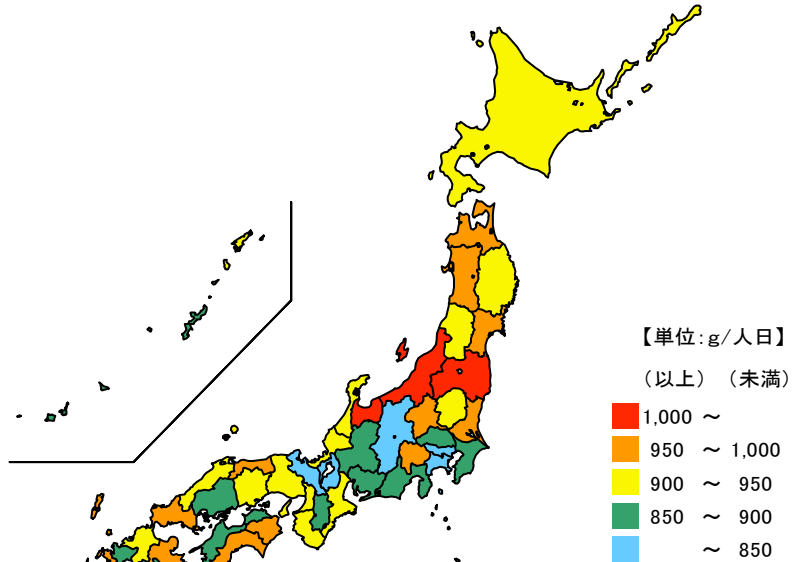 【単位:g/人日】
(以上) (未満)
1,000 ～
950 ～ 1,000
900 ～ 950
850 ～ 900
～ 850